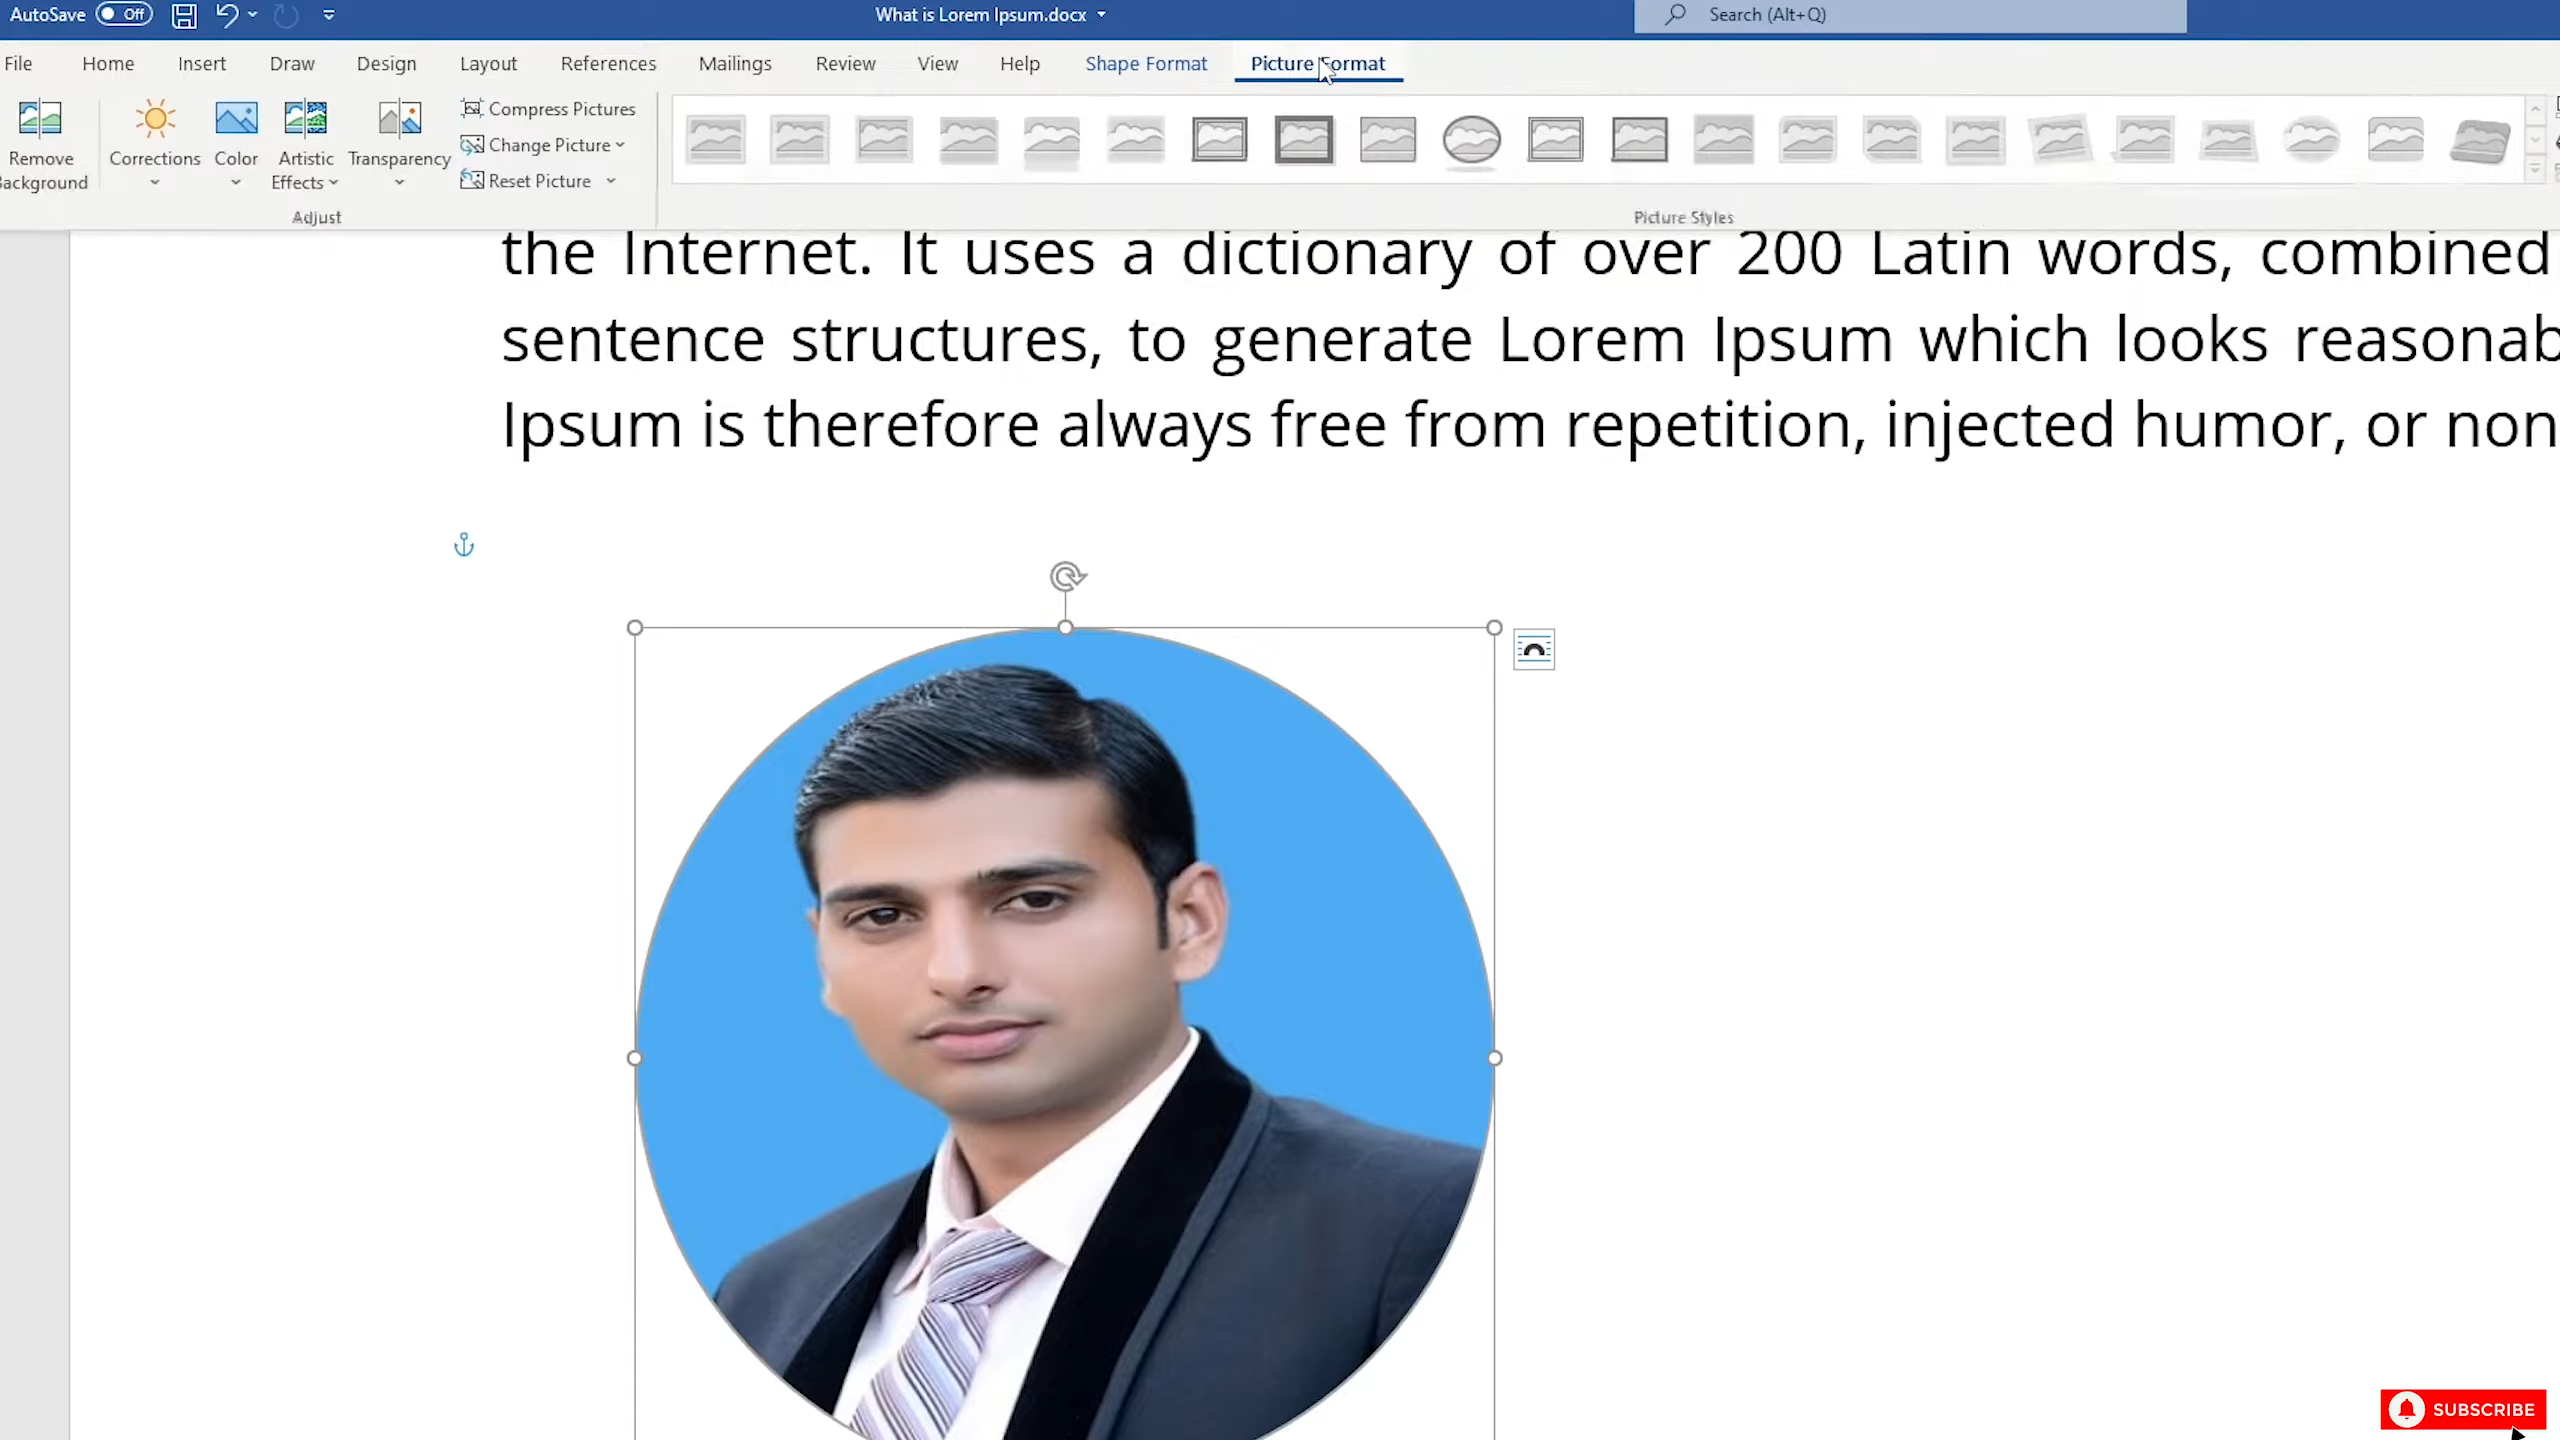 AutoSave Off
What is Lorem Ipsum.docx
Search (Alt+Q)
File Home Insert Draw Design Layout References Mailings Review View Help Shape Format Picture Format
Remove
Background
Corrections
Color
Artistic
Effects
Transparency
Compress Pictures
Change Picture
Reset Picture
Adjust
Picture Styles
the Internet. It uses a dictionary of over 200 Latin words, combined
sentence structures, to generate Lorem Ipsum which looks reasonab
Ipsum is therefore always free from repetition, injected humor, or non
SUBSCRIBE